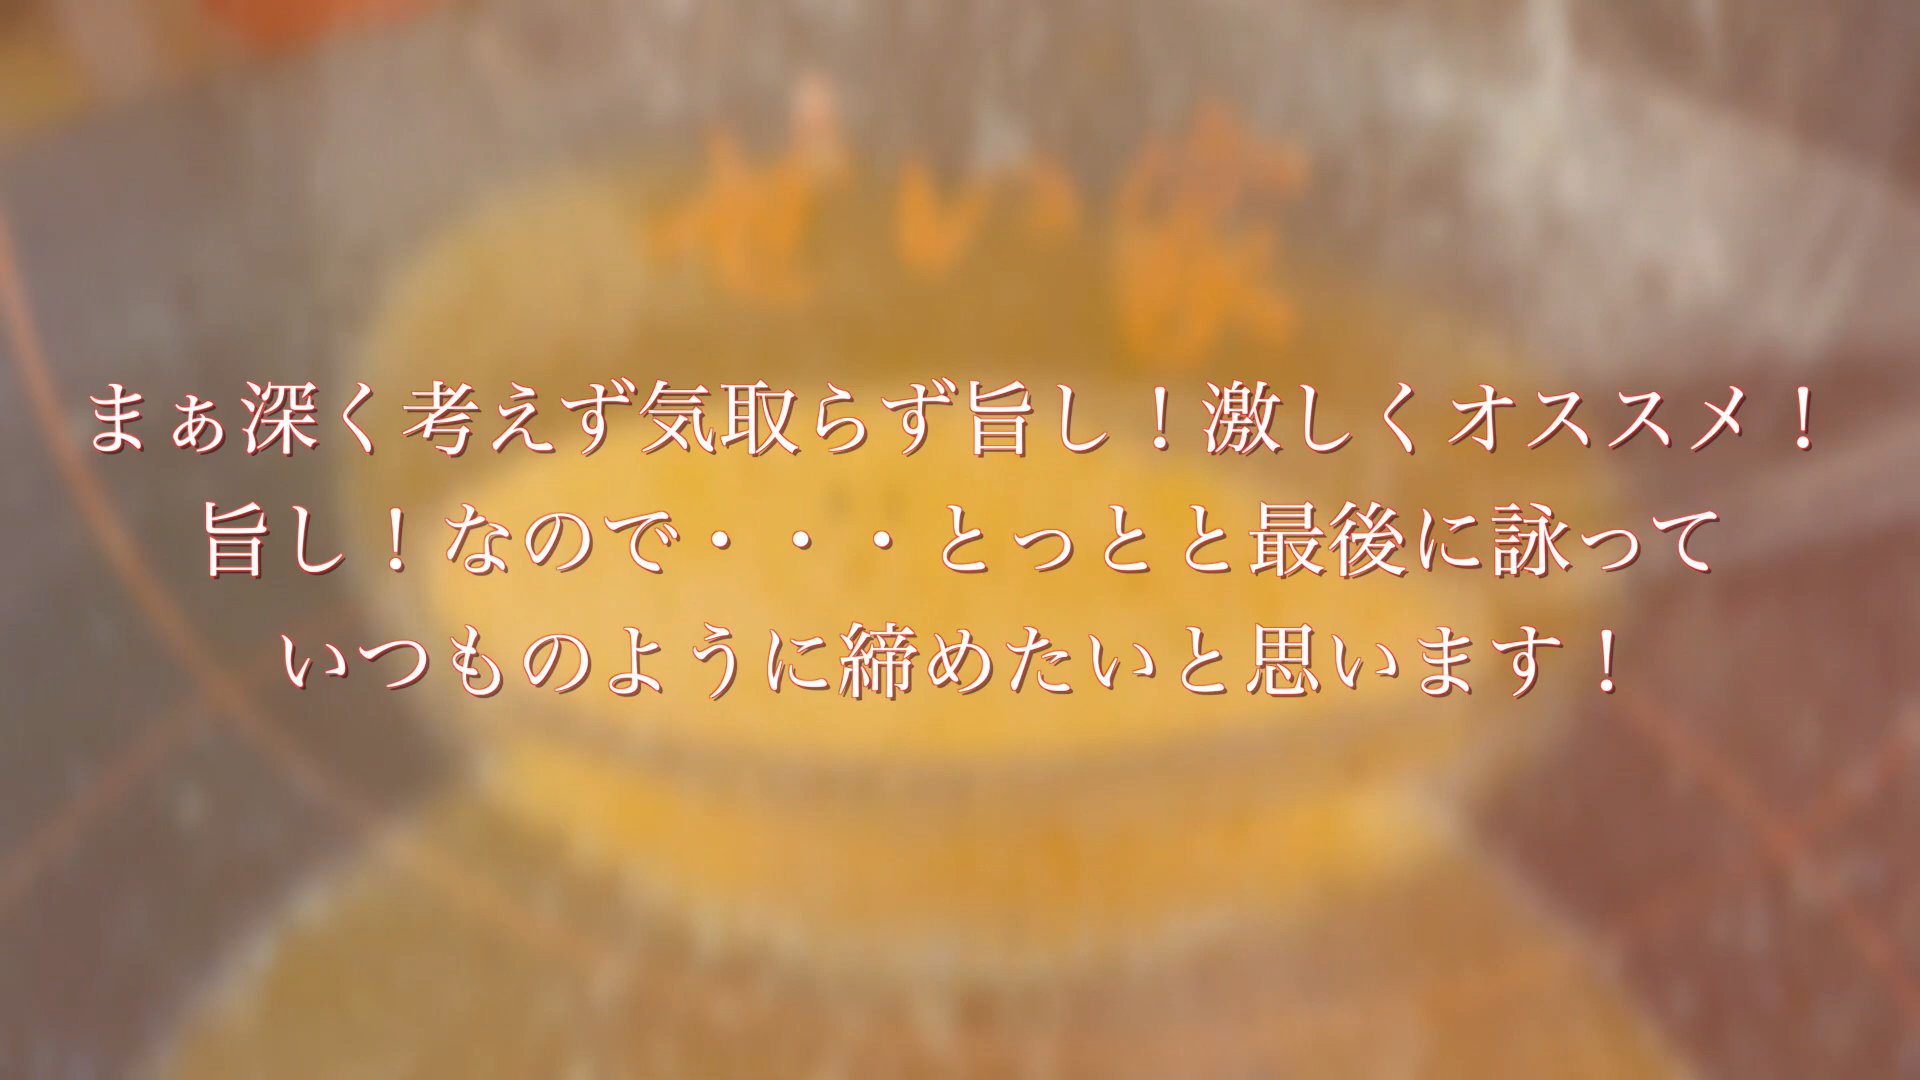 まぁ深く考えず気取らず旨し！激しくオススメ！
旨し！なので・・・とっとと最後に詠って
いつものように締めたいと思います！